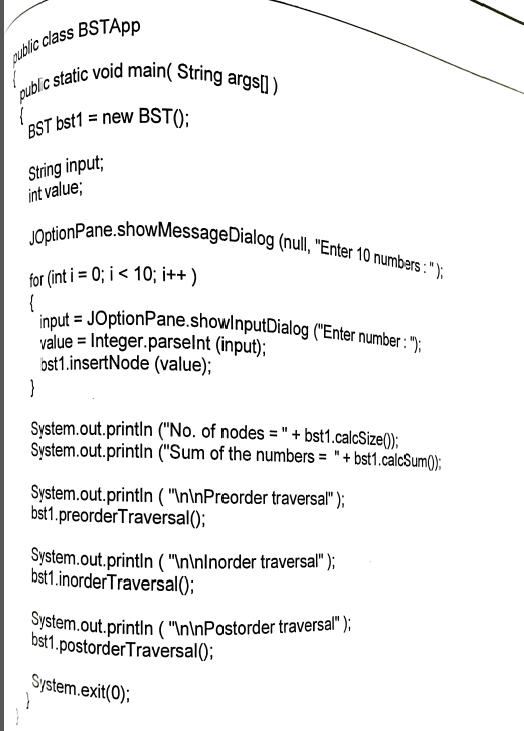 public class BSTApp
{
public static void main( String args[] )
{
BST bst1 = new BST();
String input;
int value;
JOptionPane.showMessageDialog (null, "Enter 10 numbers : " );
for (int i = 0; i < 10; i++ )
{
input = JOptionPane.showInputDialog ("Enter number : ");
value = Integer.parseInt (input);
bst1.insertNode (value);
}
System.out.println ("No. of nodes = " + bst1.calcSize());
System.out.println ("Sum of the numbers = " + bst1.calcSum());
System.out.println ( "\n\nPreorder traversal" );
bst1.preorderTraversal();
System.out.println ( "\n\nInorder traversal" );
bst1.inorderTraversal();
System.out.println ( "\n\nPostorder traversal" );
bst1.postorderTraversal();
System.exit(0);
}
}